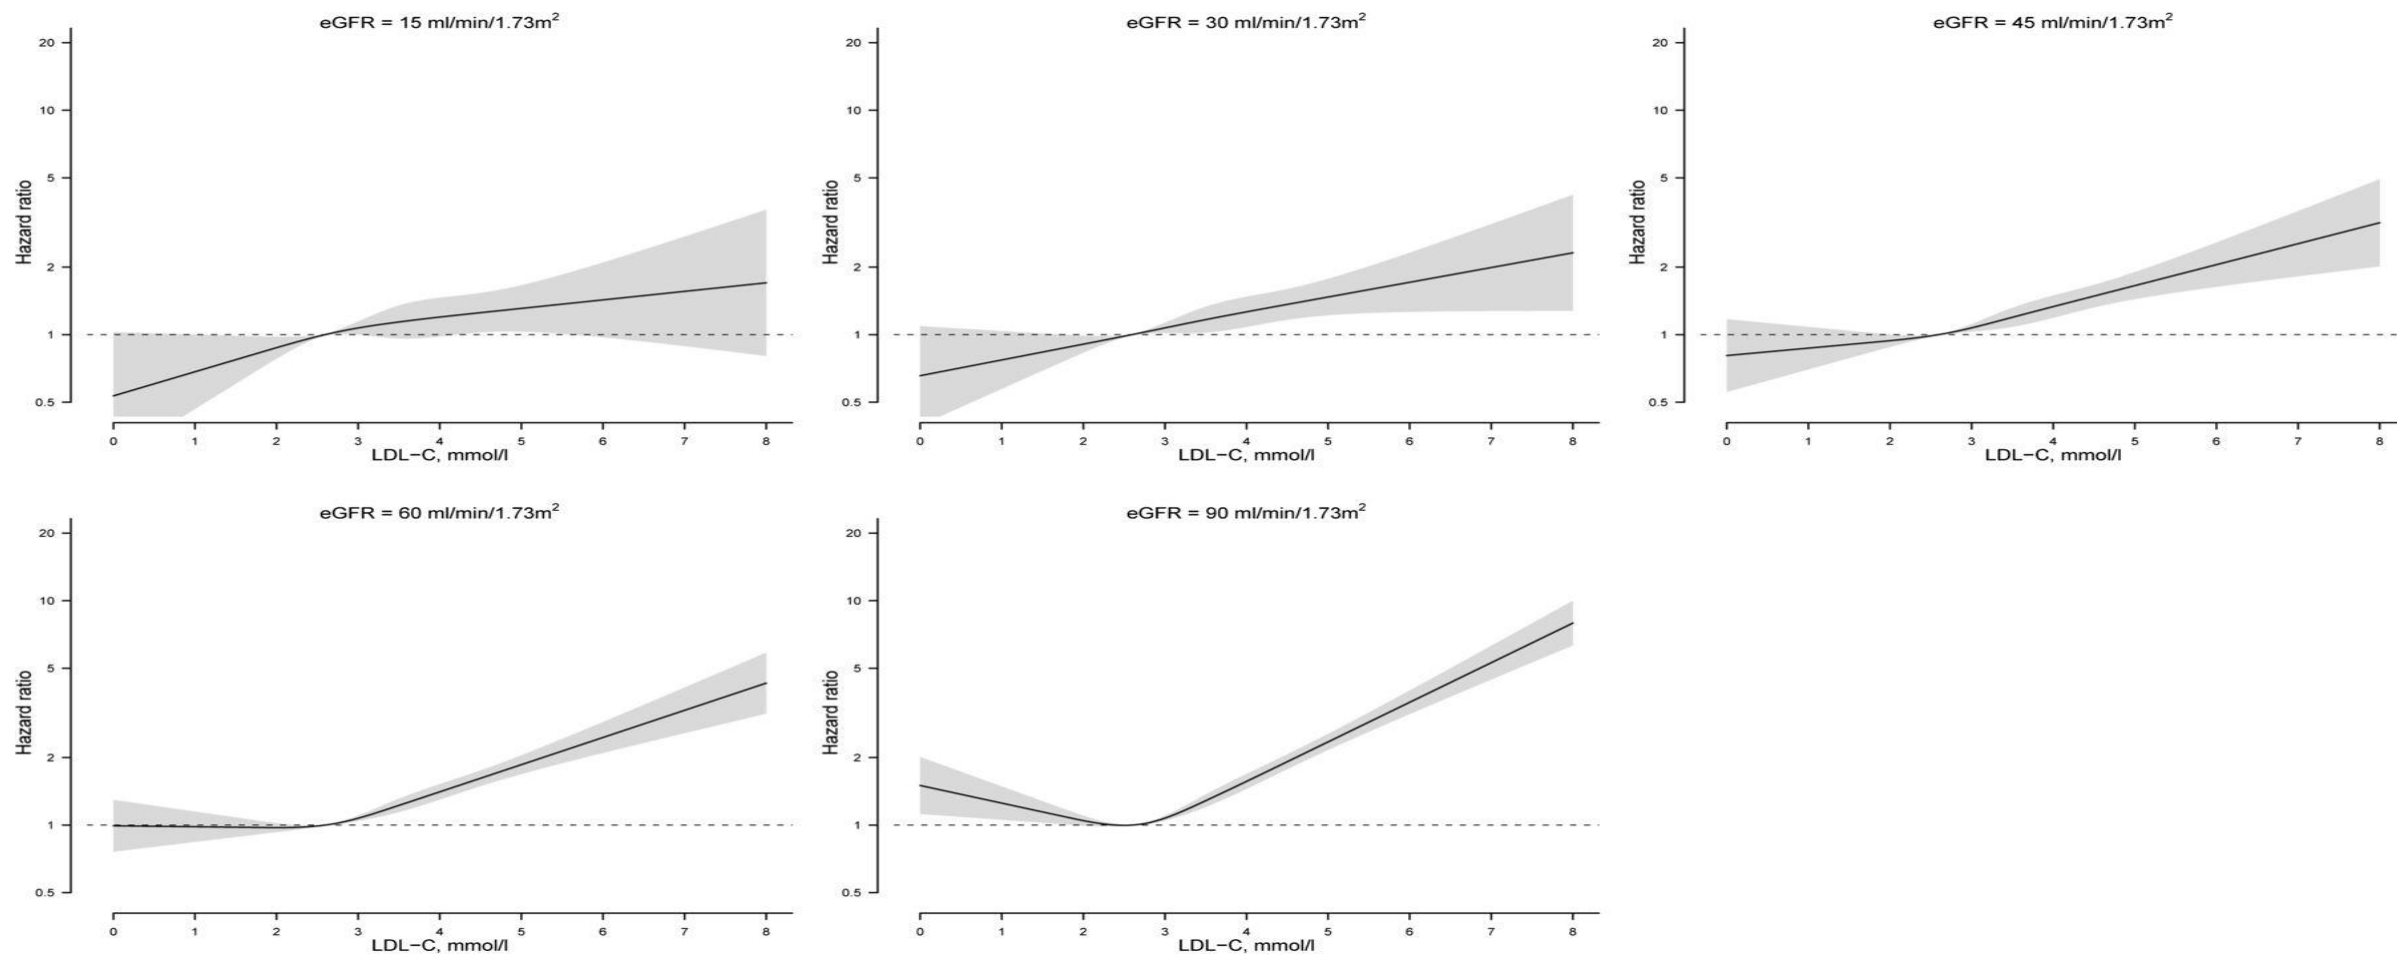 eGFR = 15 ml/min/1.73m²
Hazard ratio
20
10
5
2
1
0.5
0 1 2 3 4 5 6 7 8
LDL−C, mmol/l
eGFR = 30 ml/min/1.73m²
Hazard ratio
20
10
5
2
1
0.5
0 1 2 3 4 5 6 7 8
LDL−C, mmol/l
eGFR = 45 ml/min/1.73m²
Hazard ratio
20
10
5
2
1
0.5
0 1 2 3 4 5 6 7 8
LDL−C, mmol/l
eGFR = 60 ml/min/1.73m²
Hazard ratio
20
10
5
2
1
0.5
0 1 2 3 4 5 6 7 8
LDL−C, mmol/l
eGFR = 90 ml/min/1.73m²
Hazard ratio
20
10
5
2
1
0.5
0 1 2 3 4 5 6 7 8
LDL−C, mmol/l